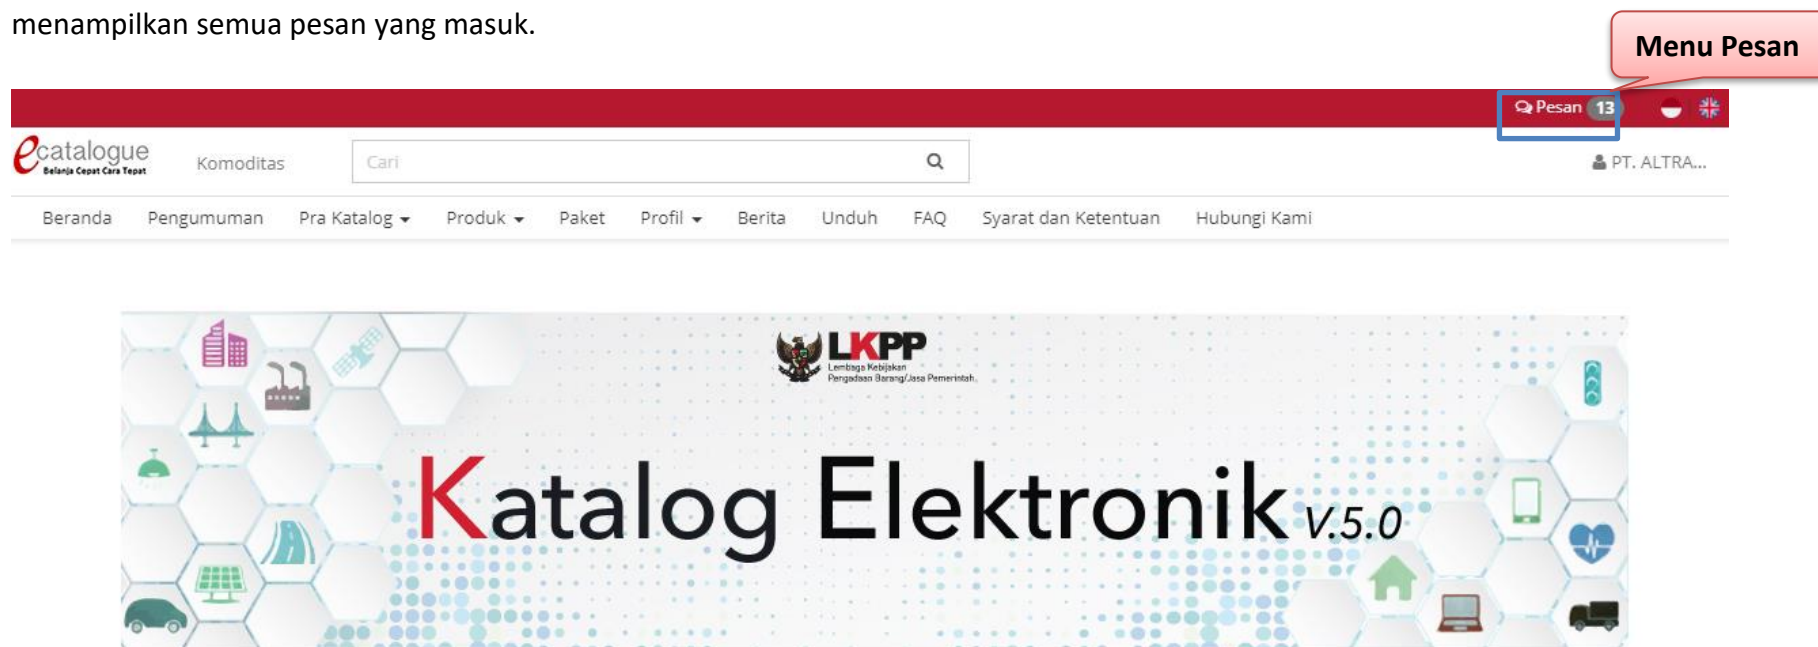 menampilkan semua pesan yang masuk.
Menu Pesan
Pesan 13
ecatalogue
Belanja Cepat Cara Tepat
Komoditas
Cari
PT. ALTRA...
Beranda Pengumuman Pra Katalog Produk Paket Profil Berita Unduh FAQ Syarat dan Ketentuan Hubungi Kami
LKPP
Lembaga Kebijakan
Pengadaan Barang/Jasa Pemerintah.
Katalog Elektronik V.5.0